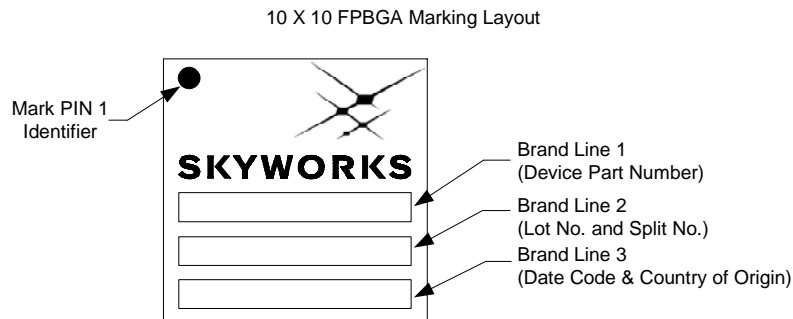 10 X 10 FPBGA Marking Layout
Mark PIN 1
Identifier
SKYWORKS
Brand Line 1
(Device Part Number)
Brand Line 2
(Lot No. and Split No.)
Brand Line 3
(Date Code & Country of Origin)